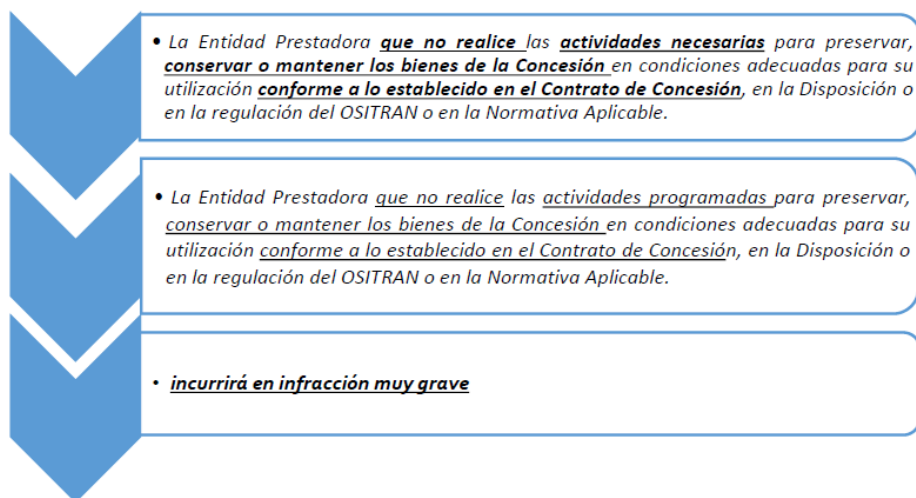 • La Entidad Prestadora que no realice las actividades necesarias para preservar,
conservar o mantener los bienes de la Concesión en condiciones adecuadas para su
utilización conforme a lo establecido en el Contrato de Concesión, en la Disposición o
en la regulación del OSITRAN o en la Normativa Aplicable.
• La Entidad Prestadora que no realice las actividades programadas para preservar,
conservar o mantener los bienes de la Concesión en condiciones adecuadas para su
utilización conforme a lo establecido en el Contrato de Concesión, en la Disposición o
en la regulación del OSITRAN o en la Normativa Aplicable.
• incurrirá en infracción muy grave